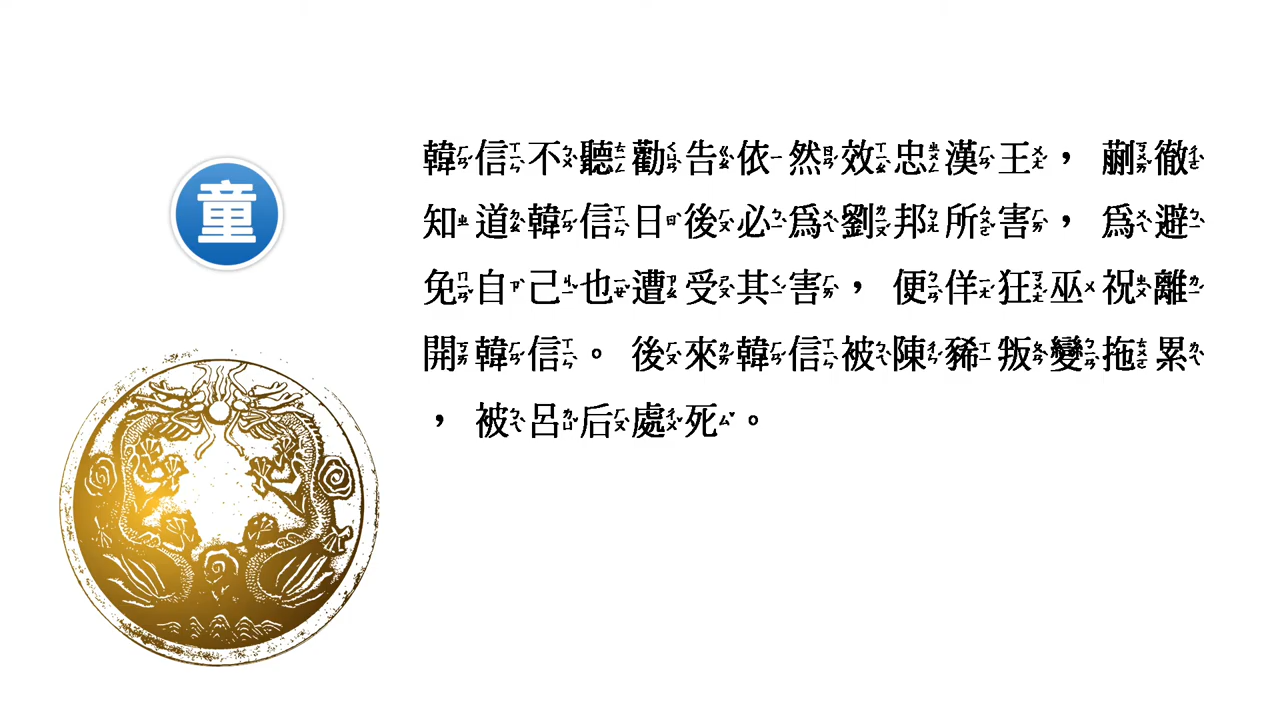 童
韓信不聽勸告依然效忠漢王，蒯徹
知道韓信日後必爲劉邦所害，爲避
免自己也遭受其害，便佯狂巫祝離
開韓信。後來韓信被陳豨叛變拖累
，被呂后處死。